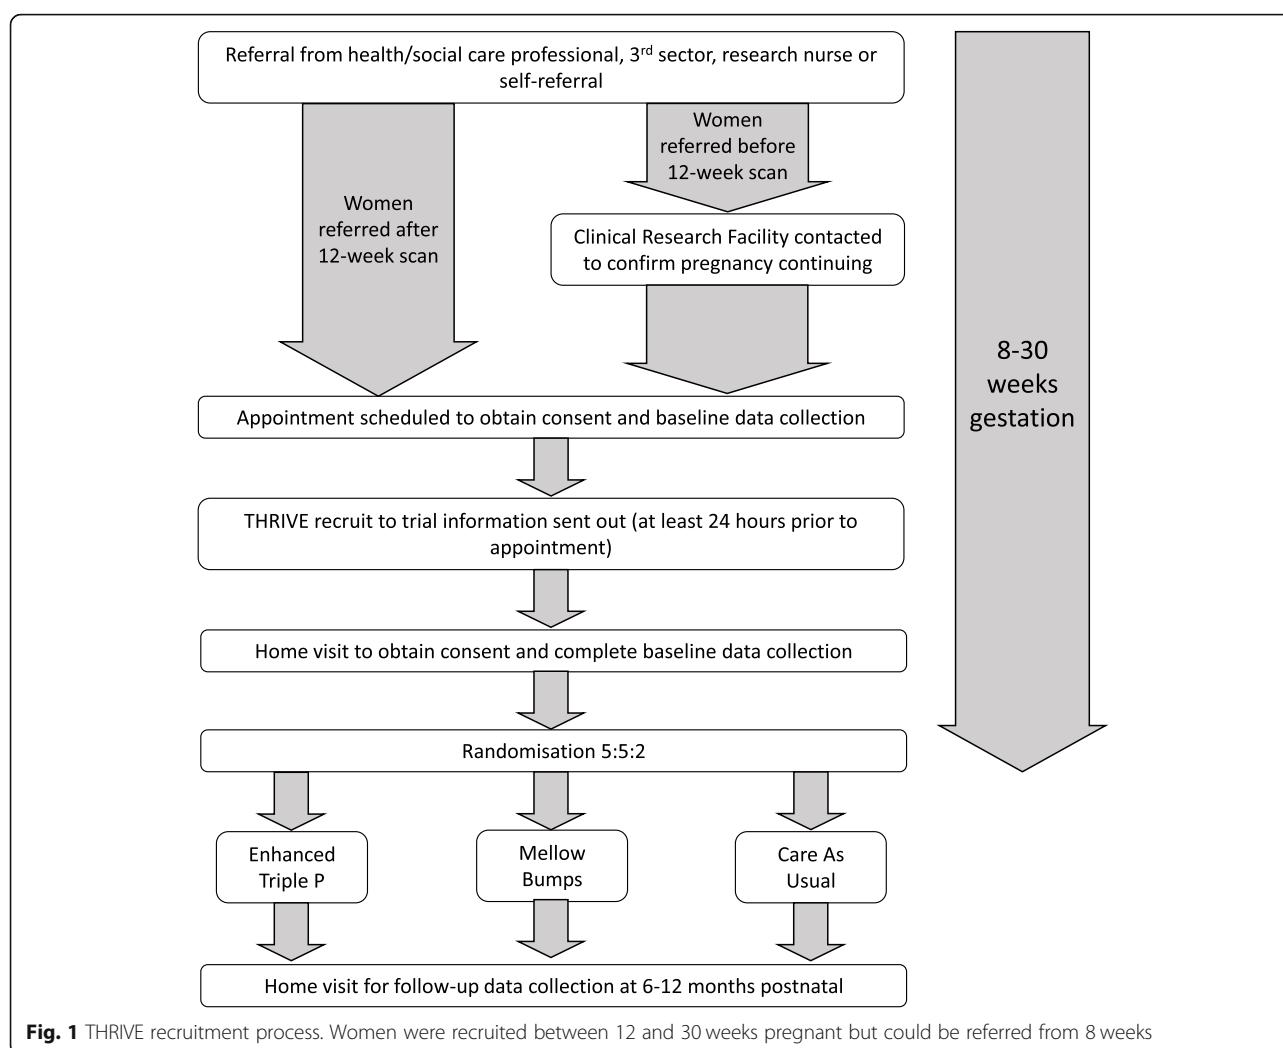 Referral from health/social care professional, 3rd sector, research nurse or
self-referral
Women
referred before
12-week scan
Women
referred after
12-week scan
Clinical Research Facility contacted
to confirm pregnancy continuing
8-30
weeks
gestation
Appointment scheduled to obtain consent and baseline data collection
THRIVE recruit to trial information sent out (at least 24 hours prior to
appointment)
Home visit to obtain consent and complete baseline data collection
Randomisation 5:5:2
Enhanced
Triple P
Mellow
Bumps
Care As
Usual
Home visit for follow-up data collection at 6-12 months postnatal
Fig. 1 THRIVE recruitment process. Women were recruited between 12 and 30 weeks pregnant but could be referred from 8 weeks